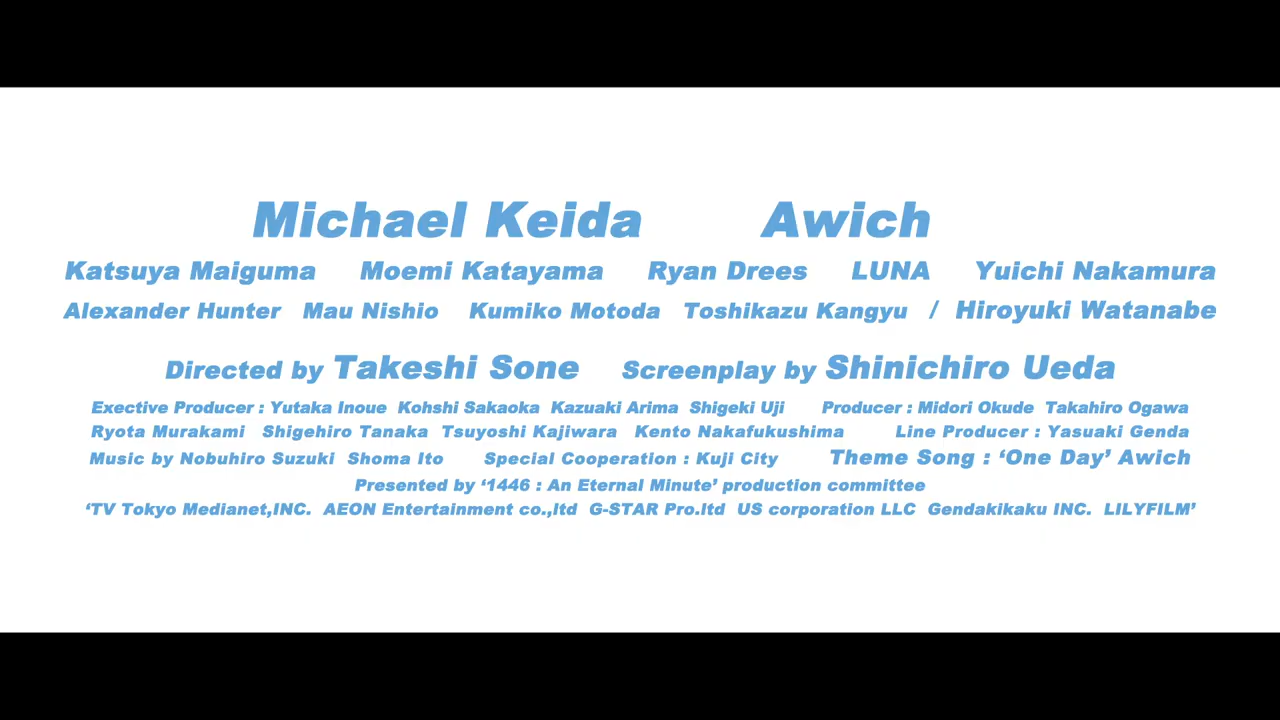 Michael Keida Awich
Katsuya Maiguma Moemi Katayama Ryan Drees LUNA Yuichi Nakamura
Alexander Hunter Mau Nishio Kumiko Motoda Toshikazu Kangyu / Hiroyuki Watanabe
Directed by Takeshi Sone Screenplay by Shinichiro Ueda
Exective Producer : Yutaka Inoue Kohshi Sakaoka Kazuaki Arima Shigeki Uji Producer : Midori Okude Takahiro Ogawa
Ryota Murakami Shigehiro Tanaka Tsuyoshi Kajiwara Kento Nakafukushima Line Producer : Yasuaki Genda
Music by Nobuhiro Suzuki Shoma Ito Special Cooperation : Kuji City Theme Song : ‘One Day’ Awich
Presented by ‘1446 : An Eternal Minute’ production committee
‘TV Tokyo Medianet,INC. AEON Entertainment co.,ltd G-STAR Pro.ltd US corporation LLC Gendakikaku INC. LILYFILM’